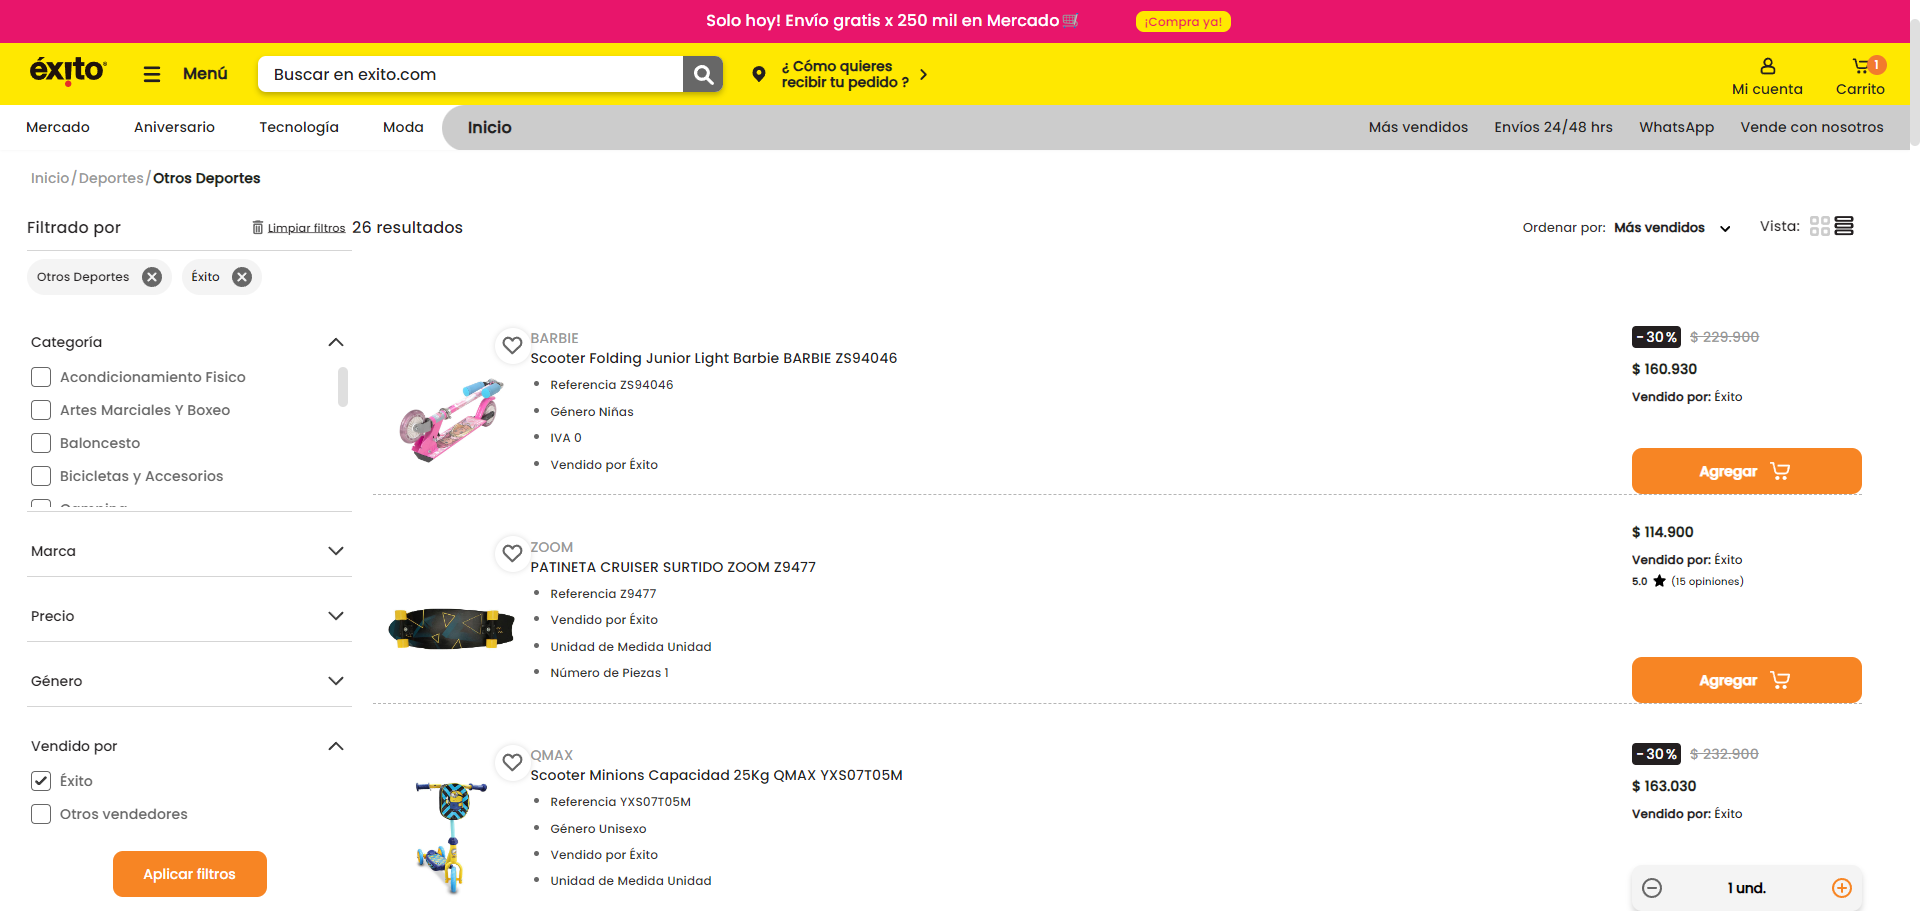 Solo hoy! Envío gratis x 250 mil en Mercado
¡Compra ya!
éxito
Menú
Buscar en exito.com
¿ Cómo quieres
recibir tu pedido ?
Mi cuenta
1
Carrito
Mercado
Aniversario
Tecnología
Moda
Inicio
Más vendidos
Envíos 24/48 hrs
WhatsApp
Vende con nosotros
Inicio/Deportes/Otros Deportes
Filtrado por
Limpiar filtros
26 resultados
Ordenar por: Más vendidos
Vista:
Otros Deportes
Éxito
Categoría
Acondicionamiento Fisico
Artes Marciales Y Boxeo
Baloncesto
Bicicletas y Accesorios
Marca
Precio
Género
Vendido por
Éxito
Otros vendedores
Aplicar filtros
BARBIE
Scooter Folding Junior Light Barbie BARBIE ZS94046
Referencia ZS94046
Género Niñas
IVA 0
Vendido por Éxito
-30% $ 229.900
$ 160.930
Vendido por: Éxito
Agregar
ZOOM
PATINETA CRUISER SURTIDO ZOOM Z9477
Referencia Z9477
Vendido por Éxito
Unidad de Medida Unidad
Número de Piezas 1
$ 114.900
Vendido por: Éxito
5.0 ★ (15 opiniones)
Agregar
QMAX
Scooter Minions Capacidad 25Kg QMAX YXS07T05M
Referencia YXS07T05M
Género Unisexo
Vendido por Éxito
Unidad de Medida Unidad
-30% $ 232.900
$ 163.030
Vendido por: Éxito
1 und.